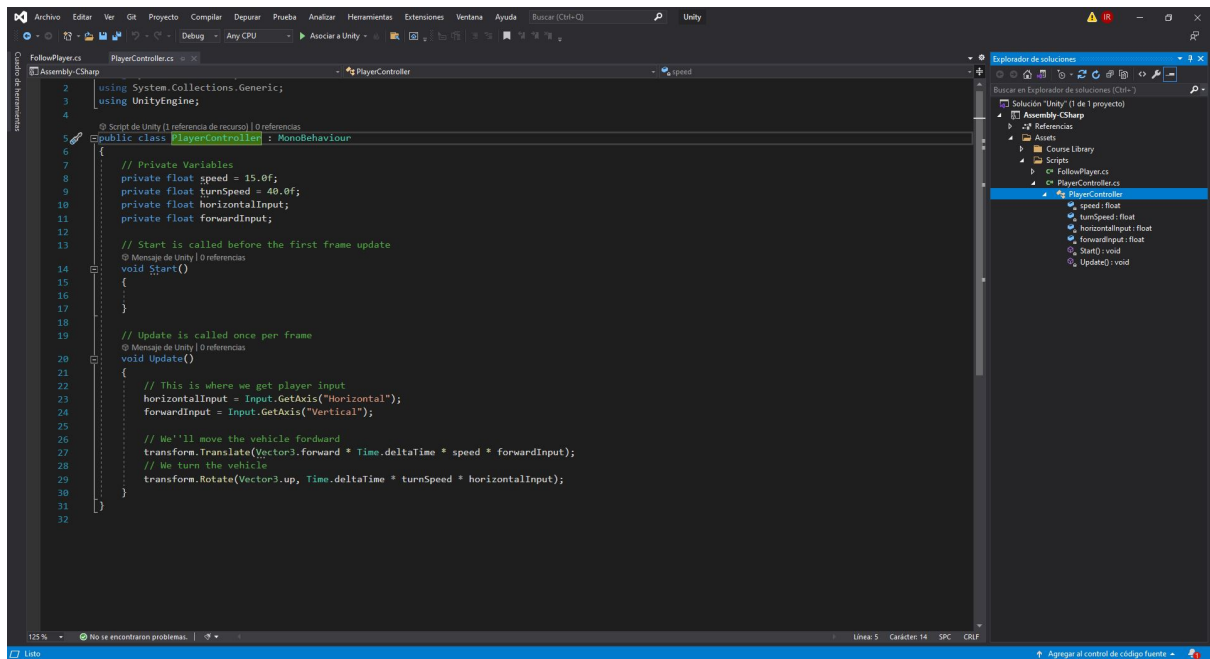 Archivo Editar Ver Git Proyecto Compilar Depurar Prueba Analizar Herramientas Extensiones Ventana Ayuda Buscar (Ctrl+Q) Unity IR
Debug Any CPU Asociar a Unity
Cuadro de herramientas
FollowPlayer.cs PlayerController.cs
Assembly-CSharp PlayerController speed
2 using System.Collections.Generic;
3 using UnityEngine;
4
Script de Unity (1 referencia de recurso) | 0 referencias
5 public class PlayerController : MonoBehaviour
6 {
7 // Private Variables
8 private float speed = 15.0f;
9 private float turnSpeed = 40.0f;
10 private float horizontalInput;
11 private float forwardInput;
12
13 // Start is called before the first frame update
Mensaje de Unity | 0 referencias
14 void Start()
15 {
16
17 }
18
19 // Update is called once per frame
Mensaje de Unity | 0 referencias
20 void Update()
21 {
22 // This is where we get player input
23 horizontalInput = Input.GetAxis("Horizontal");
24 forwardInput = Input.GetAxis("Vertical");
25
26 // We''ll move the vehicle fordward
27 transform.Translate(Vector3.forward * Time.deltaTime * speed * forwardInput);
28 // We turn the vehicle
29 transform.Rotate(Vector3.up, Time.deltaTime * turnSpeed * horizontalInput);
30 }
31 }
32
125 % No se encontraron problemas. Línea: 5 Carácter: 14 SPC CRLF
Explorador de soluciones
Buscar en Explorador de soluciones (Ctrl+´)
Solución "Unity" (1 de 1 proyecto)
Assembly-CSharp
Referencias
Assets
Course Library
Scripts
C# FollowPlayer.cs
C# PlayerController.cs
PlayerController
speed : float
turnSpeed : float
horizontalInput : float
forwardInput : float
Start() : void
Update() : void
Listo Agregar al control de código fuente